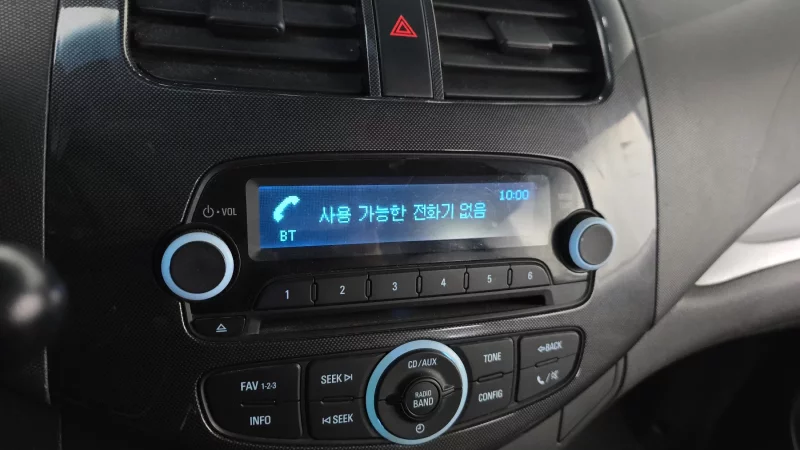 10:00
사용 가능한 전화기 없음
BT
VOL
1 2 3 4 5 6
CD/AUX
TONE
BACK
FAV 1-2-3
SEEK
RADIO
BAND
CONFIG
INFO
SEEK